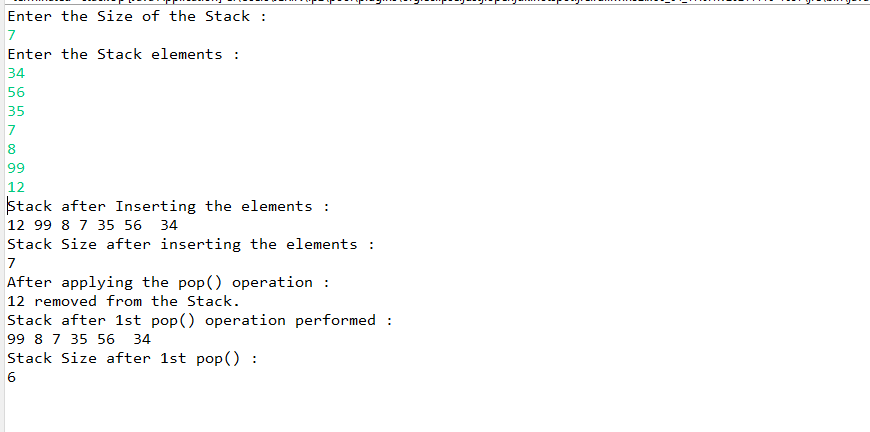 Enter the Size of the Stack :
7
Enter the Stack elements :
34
56
35
7
8
99
12
Stack after Inserting the elements :
12 99 8 7 35 56  34
Stack Size after inserting the elements :
7
After applying the pop() operation :
12 removed from the Stack.
Stack after 1st pop() operation performed :
99 8 7 35 56  34
Stack Size after 1st pop() :
6